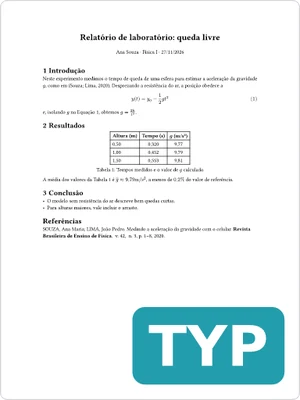 Relatório de laboratório: queda livre
Ana Souza · Física I · 27/11/2026
1 Introdução
Neste experimento medimos o tempo de queda de uma esfera para estimar a aceleração da gravidade
g, como em (Souza; Lima, 2020). Desprezando a resistência do ar, a posição obedece a
y(t) = y₀ − 1/2 gt² (1)
e, isolando g na Equação 1, obtemos g = 2h/t².
2 Resultados
Altura (m) Tempo (s) g (m/s²)
0.50 0.320 9.77
1.00 0.452 9.79
1.50 0.553 9.81
Tabela 1: Tempos medidos e o valor de g calculado.
A média dos valores da Tabela 1 é ḡ ≈ 9,79m/s², a menos de 0.2% do valor de referência.
3 Conclusão
• O modelo sem resistência do ar descreve bem quedas curtas.
• Para alturas maiores, vale incluir o arrasto.
Referências
SOUZA, Ana Maria; LIMA, João Pedro. Medindo a aceleração da gravidade com o celular. Revista
Brasileira de Ensino de Física, v. 42, n. 3, p. 1–6, 2020.
TYP